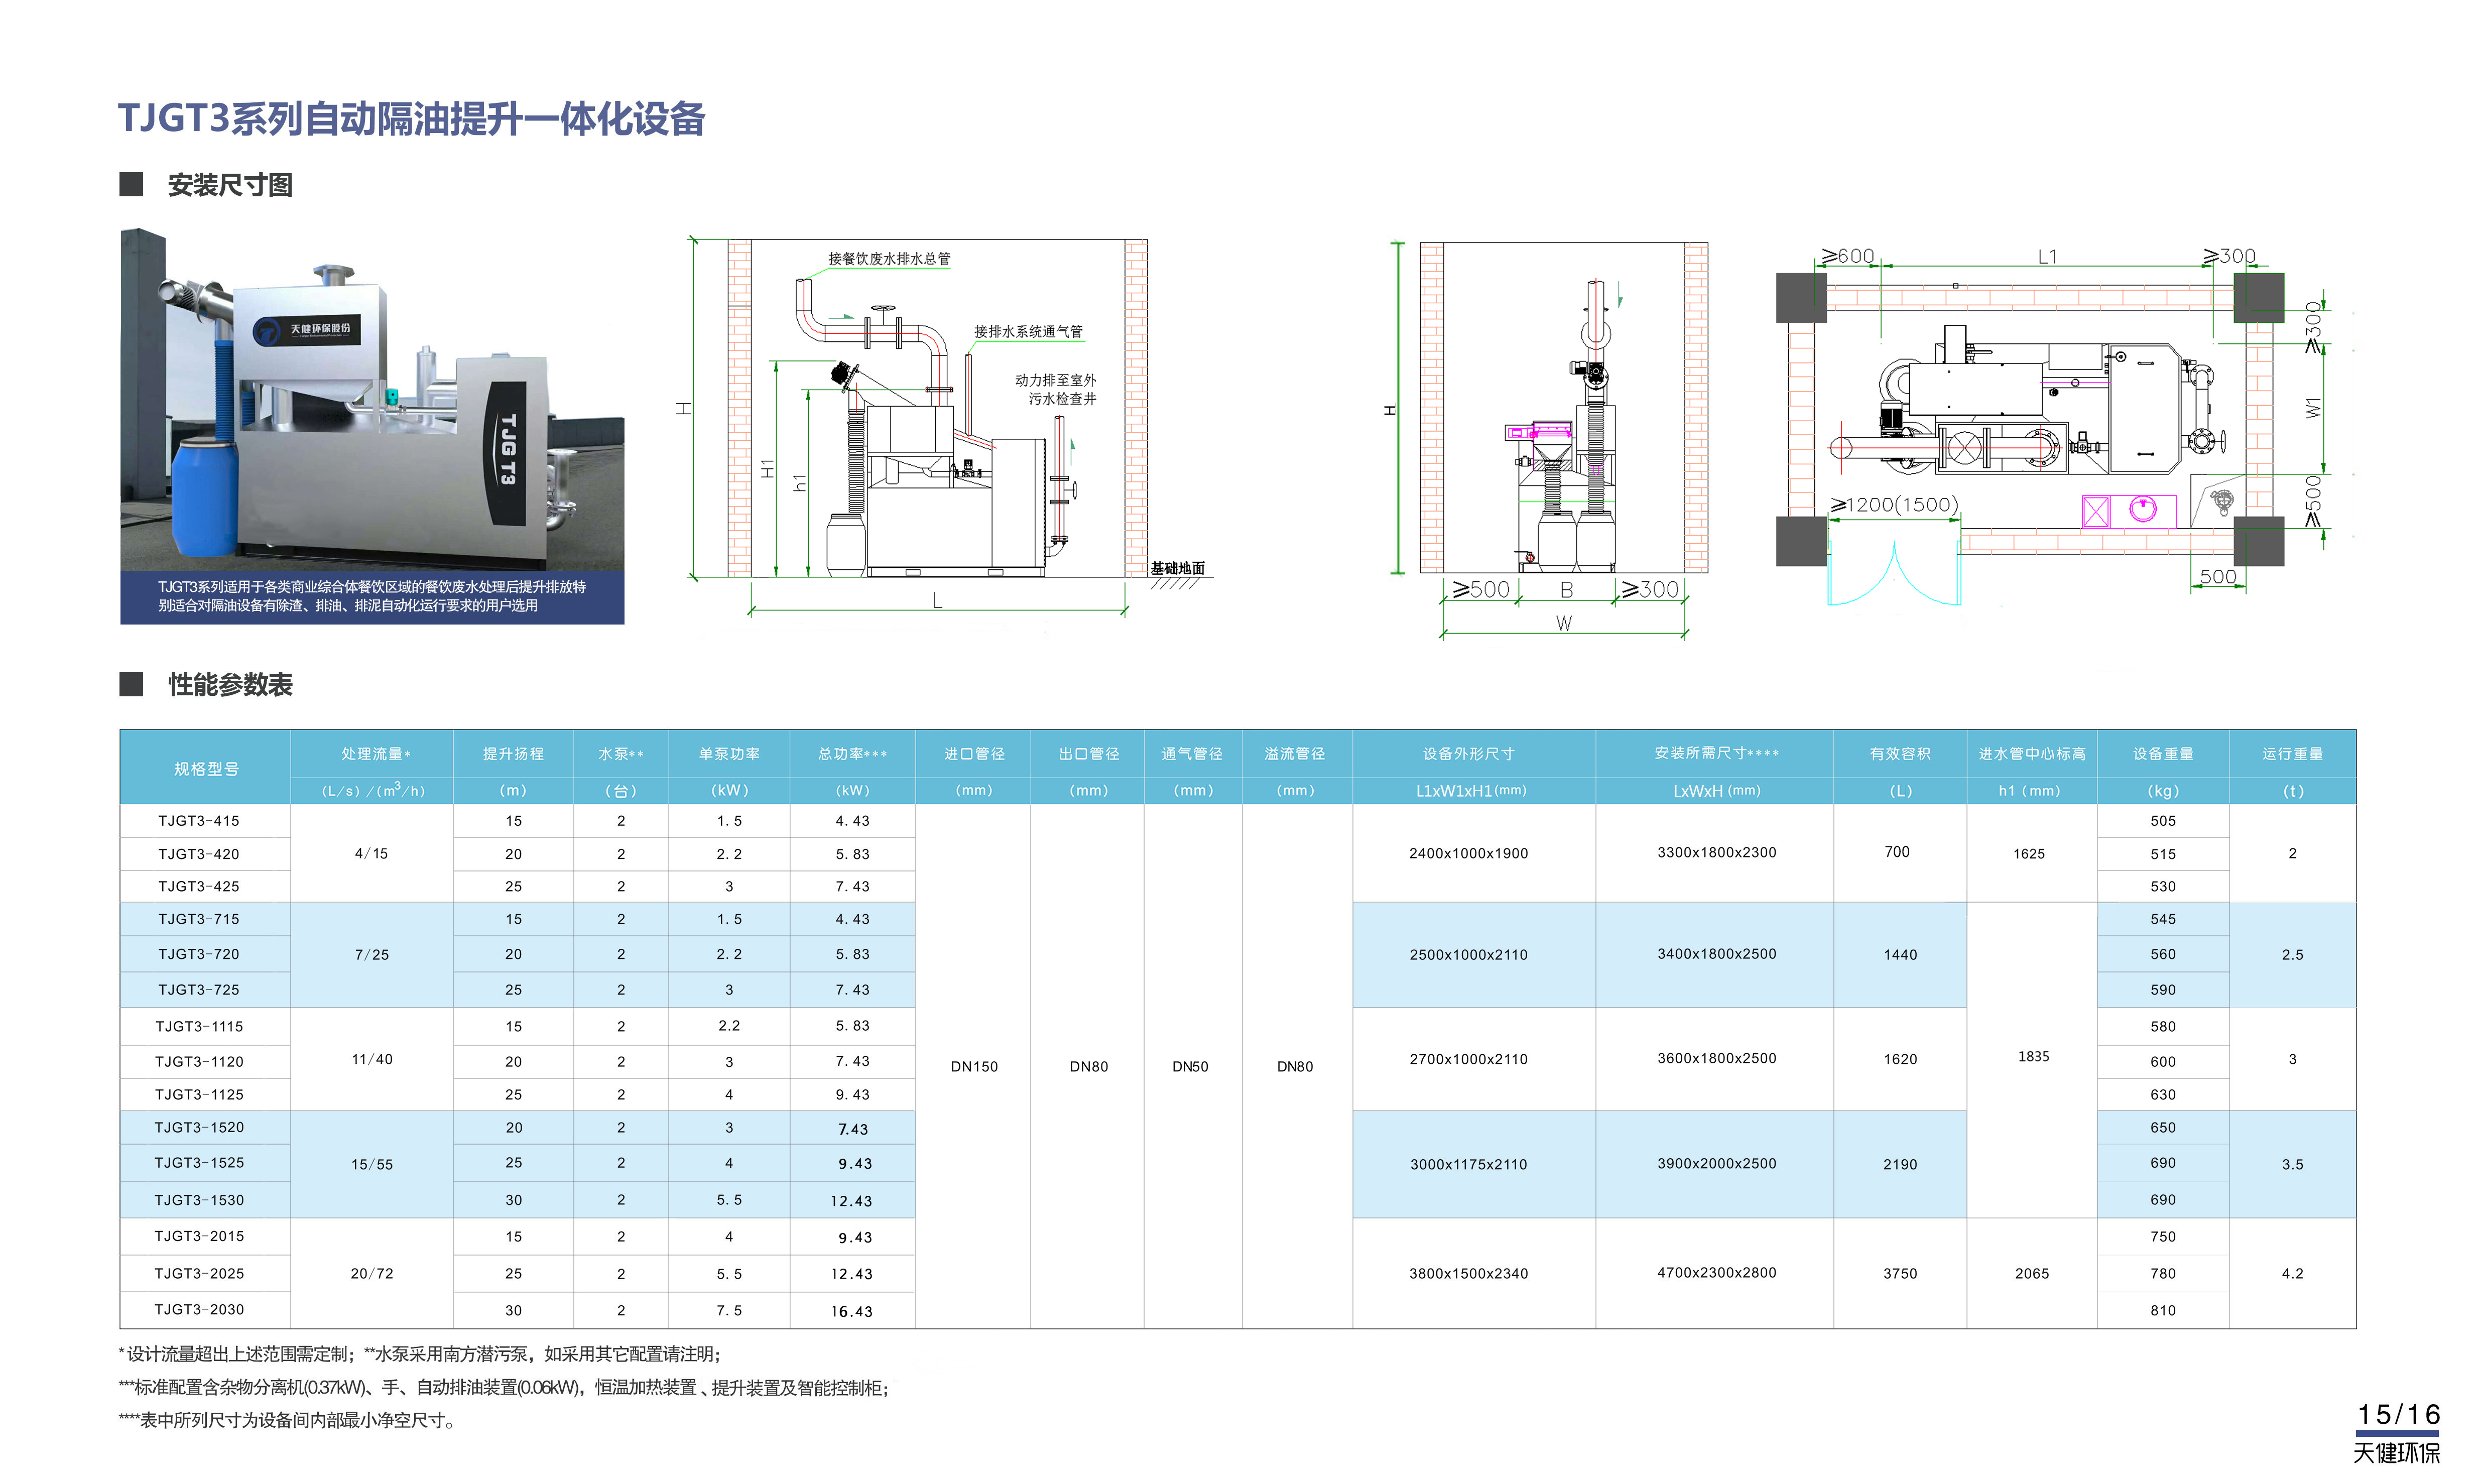 TJGT3系列自动隔油提升一体化设备
安装尺寸图
天健环保股份
TJG T3
TJGT3系列适用于各类商业综合体餐饮区域的餐饮废水处理后提升排放特
别适合对隔油设备有除渣、排油、排泥自动化运行要求的用户选用
接餐饮废水排水总管
接排水系统通气管
动力排至室外
污水检查井
H
H1
h1
基础地面
L
H
≥500 B ≥300
W
≥600 L1 ≥300
≥300
W1
≥500
≥1200(1500)
500
性能参数表
规格型号 处理流量* 提升扬程 水泵** 单泵功率 总功率*** 进口管径 出口管径 通气管径 溢流管径 设备外形尺寸 安装所需尺寸**** 有效容积 进水管中心标高 设备重量 运行重量
(L/s) /(m3/h) (m) (台) (kW) (kW) (mm) (mm) (mm) (mm) L1xW1xH1(mm) LxWxH (mm) (L) h1 (mm) (kg) (t)
TJGT3-415 15 2 1.5 4.43 505
TJGT3-420 4/15 20 2 2.2 5.83 2400x1000x1900 3300x1800x2300 700 1625 515 2
TJGT3-425 25 2 3 7.43 530
TJGT3-715 15 2 1.5 4.43 545
TJGT3-720 7/25 20 2 2.2 5.83 2500x1000x2110 3400x1800x2500 1440 560 2.5
TJGT3-725 25 2 3 7.43 590
TJGT3-1115 15 2 2.2 5.83 580
TJGT3-1120 11/40 20 2 3 7.43 DN150 DN80 DN50 DN80 2700x1000x2110 3600x1800x2500 1620 1835 600 3
TJGT3-1125 25 2 4 9.43 630
TJGT3-1520 20 2 3 7.43 650
TJGT3-1525 15/55 25 2 4 9.43 3000x1175x2110 3900x2000x2500 2190 690 3.5
TJGT3-1530 30 2 5.5 12.43 690
TJGT3-2015 15 2 4 9.43 750
TJGT3-2025 20/72 25 2 5.5 12.43 3800x1500x2340 4700x2300x2800 3750 2065 780 4.2
TJGT3-2030 30 2 7.5 16.43 810
*设计流量超出上述范围需定制；**水泵采用南方潜污泵，如采用其它配置请注明；
***标准配置含杂物分离机(0.37kW)、手、自动排油装置(0.06kW)，恒温加热装置、提升装置及智能控制柜；
****表中所列尺寸为设备间内部最小净空尺寸。
15/16
天健环保